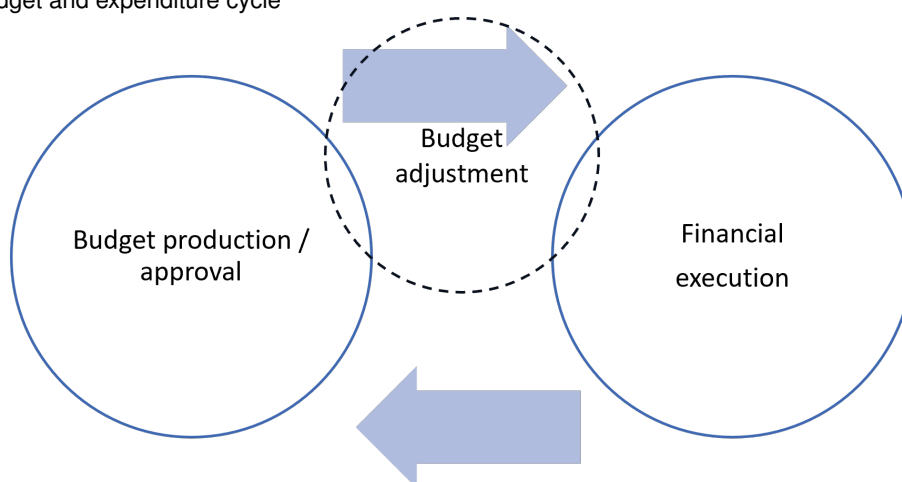 and expenditure cycle
Budget
adjustment
Budget production /
approval
Financial
execution